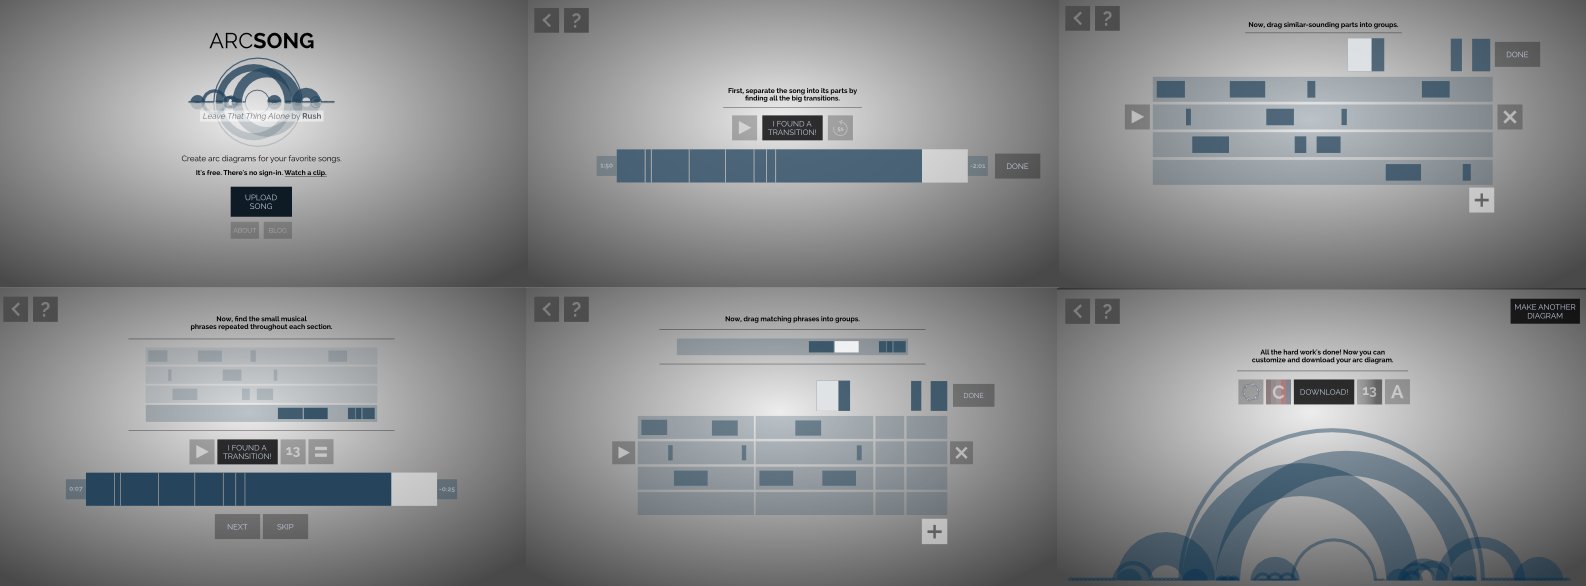 ARCSONG
Leave That Thing Alone by Rush
Create arc diagrams for your favorite songs.
It's free. There's no sign-in. Watch a clip.
UPLOAD
SONG
ABOUT BLOG
< ?
First, separate the song into its parts by
finding all the big transitions.
I FOUND A
TRANSITION!
5s
1:50
-2:01
DONE
< ?
Now, drag similar-sounding parts into groups.
DONE
×
+
< ?
Now, find the small musical
phrases repeated throughout each section.
I FOUND A
TRANSITION!
13
=
0:07
-0:25
NEXT SKIP
< ?
Now, drag matching phrases into groups.
DONE
×
+
< ?
MAKE ANOTHER
DIAGRAM
All the hard work's done! Now you can
customize and download your arc diagram.
C DOWNLOAD! 13 A